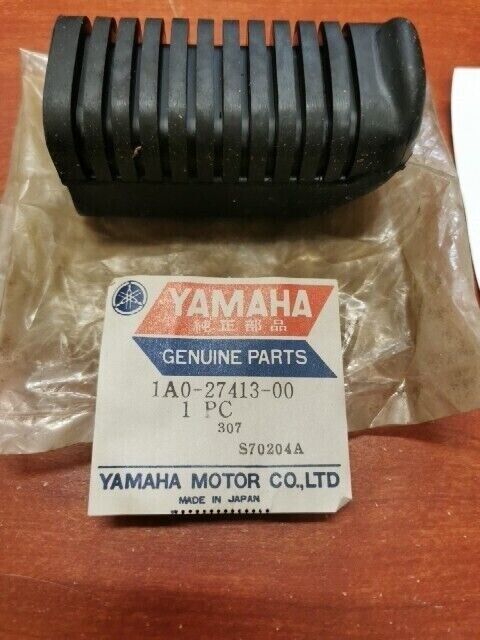 YAMAHA
純正部品
GENUINE PARTS
1A0-27413-00
1 PC
307
S70204A
YAMAHA MOTOR CO.,LTD
MADE IN JAPAN